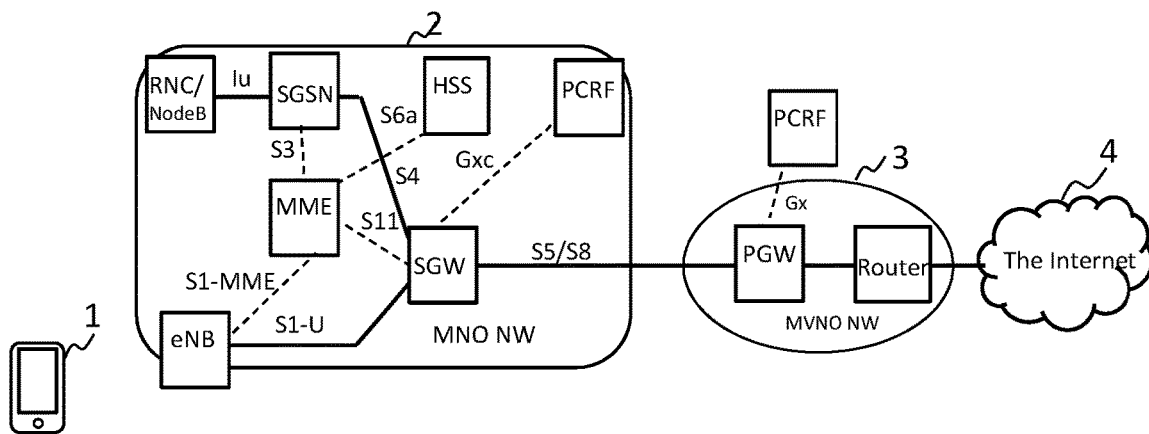 2
RNC/
NodeB
Iu
SGSN
HSS
PCRF
S6a
S3
Gxc
S4
MME
S11
SGW
S1-MME
S1-U
eNB
MNO NW
S5/S8
1
PCRF
3
Gx
PGW
Router
MVNO NW
4
The Internet